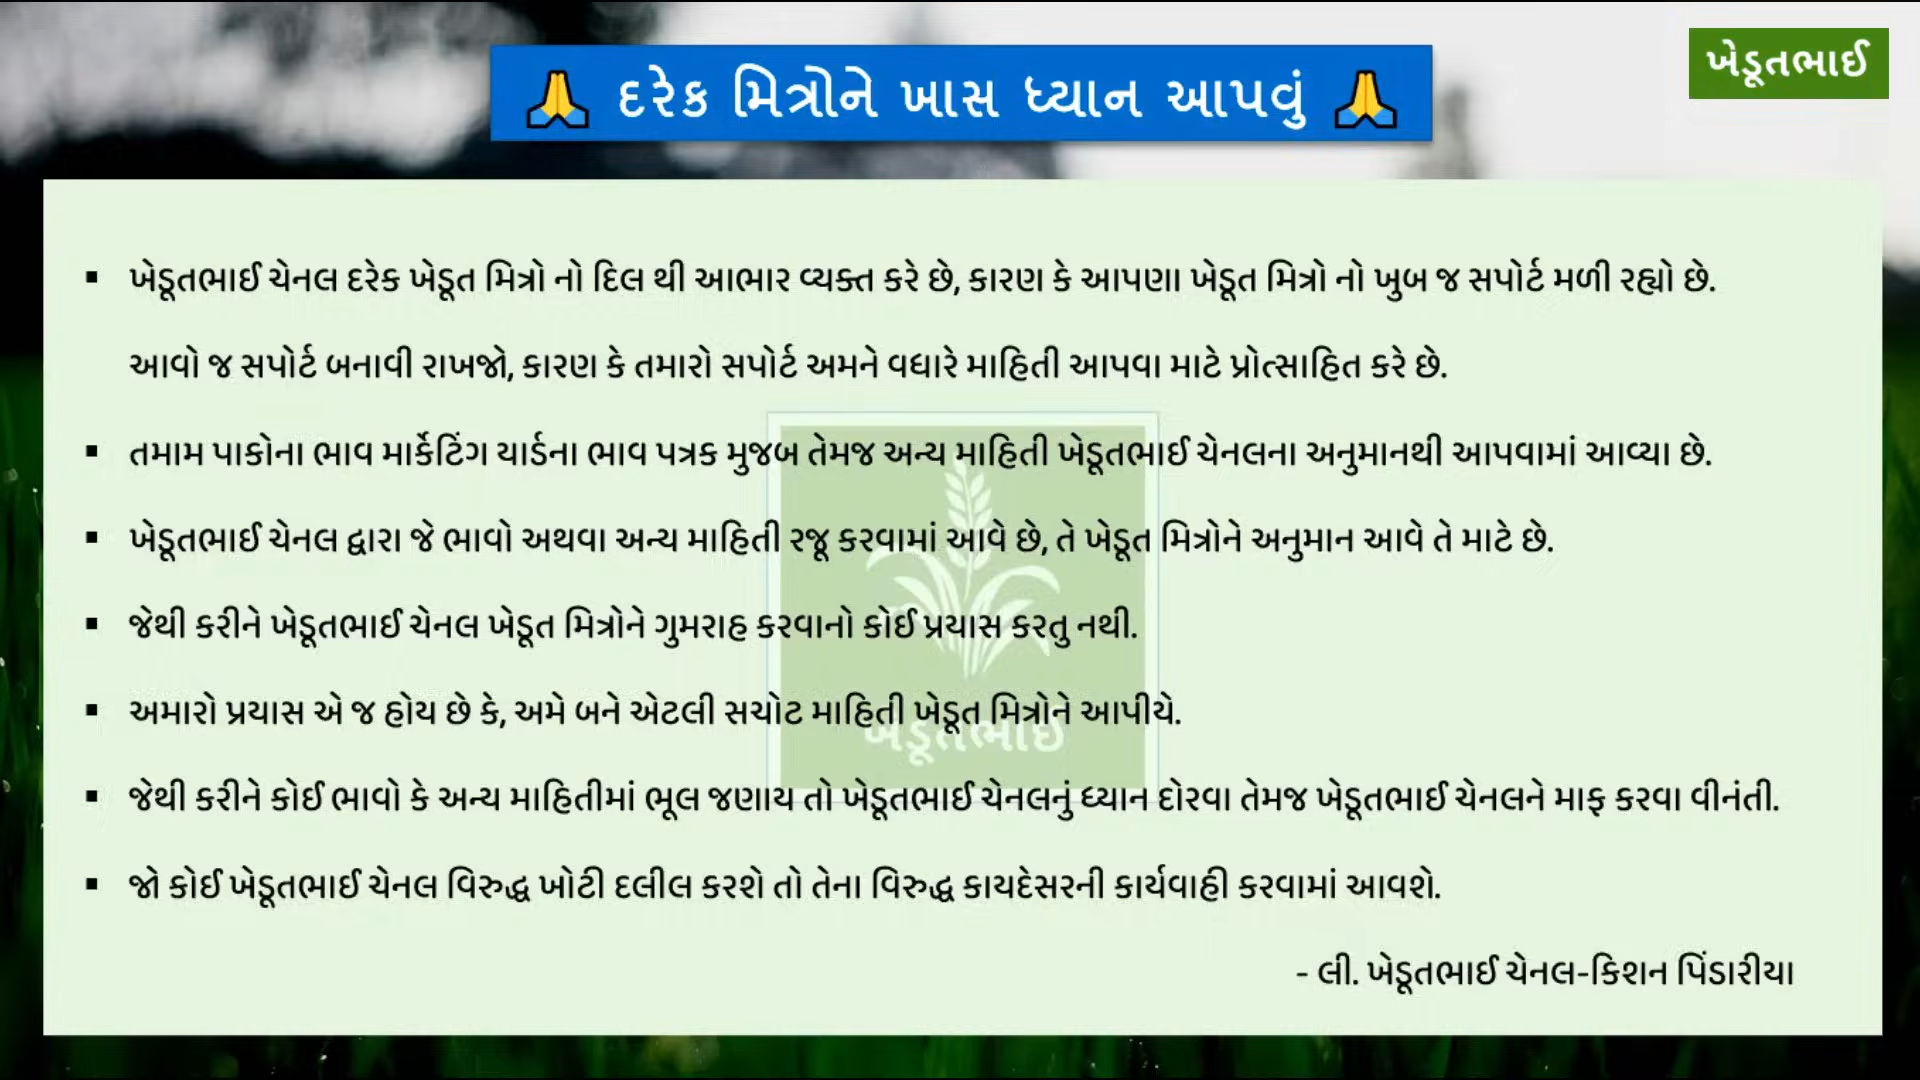 ખેડૂતભાઈ
🙏 દરેક મિત્રોને ખાસ ધ્યાન આપવું 🙏
▪ ખેડૂતભાઈ ચેનલ દરેક ખેડૂત મિત્રો નો દિલ થી આભાર વ્યક્ત કરે છે, કારણ કે આપણા ખેડૂત મિત્રો નો ખુબ જ સપોર્ટ મળી રહ્યો છે.
આવો જ સપોર્ટ બનાવી રાખજો, કારણ કે તમારો સપોર્ટ અમને વધારે માહિતી આપવા માટે પ્રોત્સાહિત કરે છે.
▪ તમામ પાકોના ભાવ માર્કેટિંગ યાર્ડના ભાવ પત્રક મુજબ તેમજ અન્ય માહિતી ખેડૂતભાઈ ચેનલના અનુમાનથી આપવામાં આવ્યા છે.
▪ ખેડૂતભાઈ ચેનલ દ્વારા જે ભાવો અથવા અન્ય માહિતી રજૂ કરવામાં આવે છે, તે ખેડૂત મિત્રોને અનુમાન આવે તે માટે છે.
▪ જેથી કરીને ખેડૂતભાઈ ચેનલ ખેડૂત મિત્રોને ગુમરાહ કરવાનો કોઈ પ્રયાસ કરતુ નથી.
▪ અમારો પ્રયાસ એ જ હોય છે કે, અમે બને એટલી સચોટ માહિતી ખેડૂત મિત્રોને આપીયે.
ખેડૂતભાઈ
▪ જેથી કરીને કોઈ ભાવો કે અન્ય માહિતીમાં ભૂલ જણાય તો ખેડૂતભાઈ ચેનલનું ધ્યાન દોરવા તેમજ ખેડૂતભાઈ ચેનલને માફ કરવા વીનંતી.
▪ જો કોઈ ખેડૂતભાઈ ચેનલ વિરુદ્ધ ખોટી દલીલ કરશે તો તેના વિરુદ્ધ કાયદેસરની કાર્યવાહી કરવામાં આવશે.
- લી. ખેડૂતભાઈ ચેનલ-કિશન પિંડારીયા